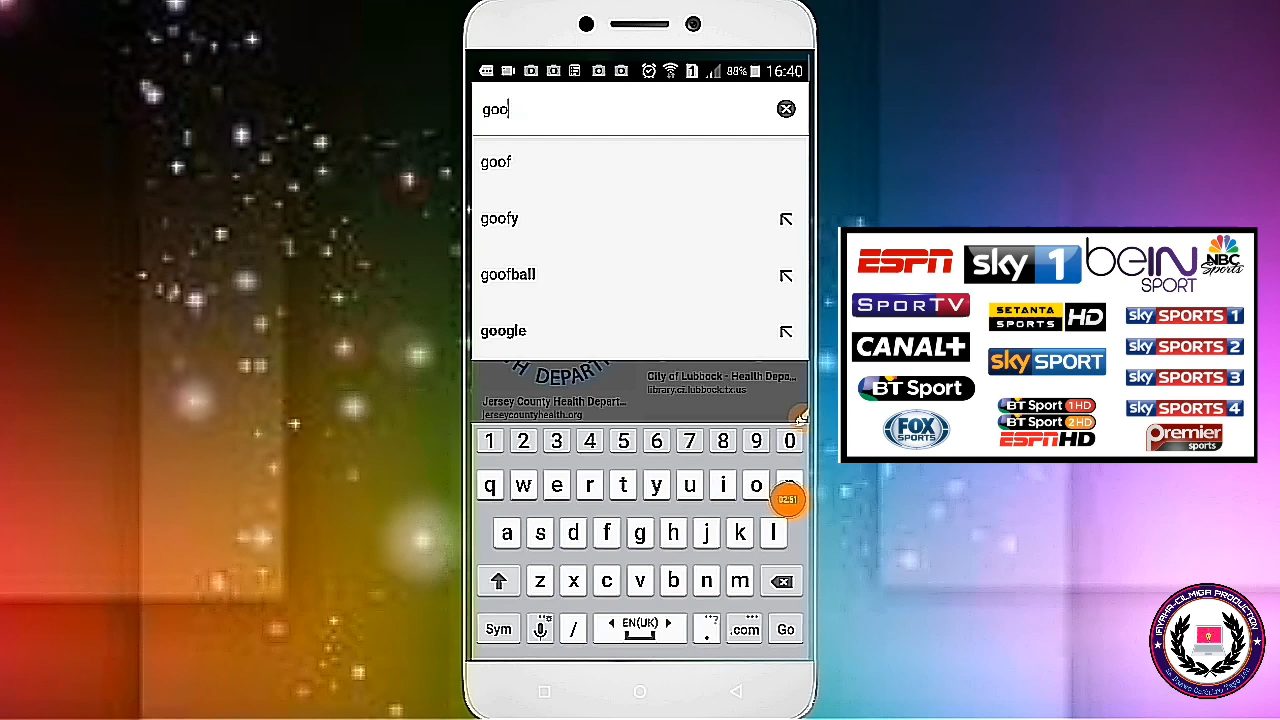 88% 16:40
goo
goof
goofy
goofball
google
H DEPART
City of Lubbock - Health Depa...
library.ci.lubbock.tx.us
Jersey County Health Depart...
jerseycountyhealth.org
1 2 3 4 5 6 7 8 9 0
q w e r t y u i o
02:51
a s d f g h j k l
z x c v b n m
Sym / EN(UK) . .com Go
ESPN sky 1 beIN SPORT NBC Sports
SPORTV SETANTA SPORTS HD sky SPORTS 1
CANAL+ sky SPORT sky SPORTS 2
BT Sport sky SPORTS 3
FOX SPORTS BT Sport 1HD sky SPORTS 4
BT Sport 2HD
ESPN HD Premier sports